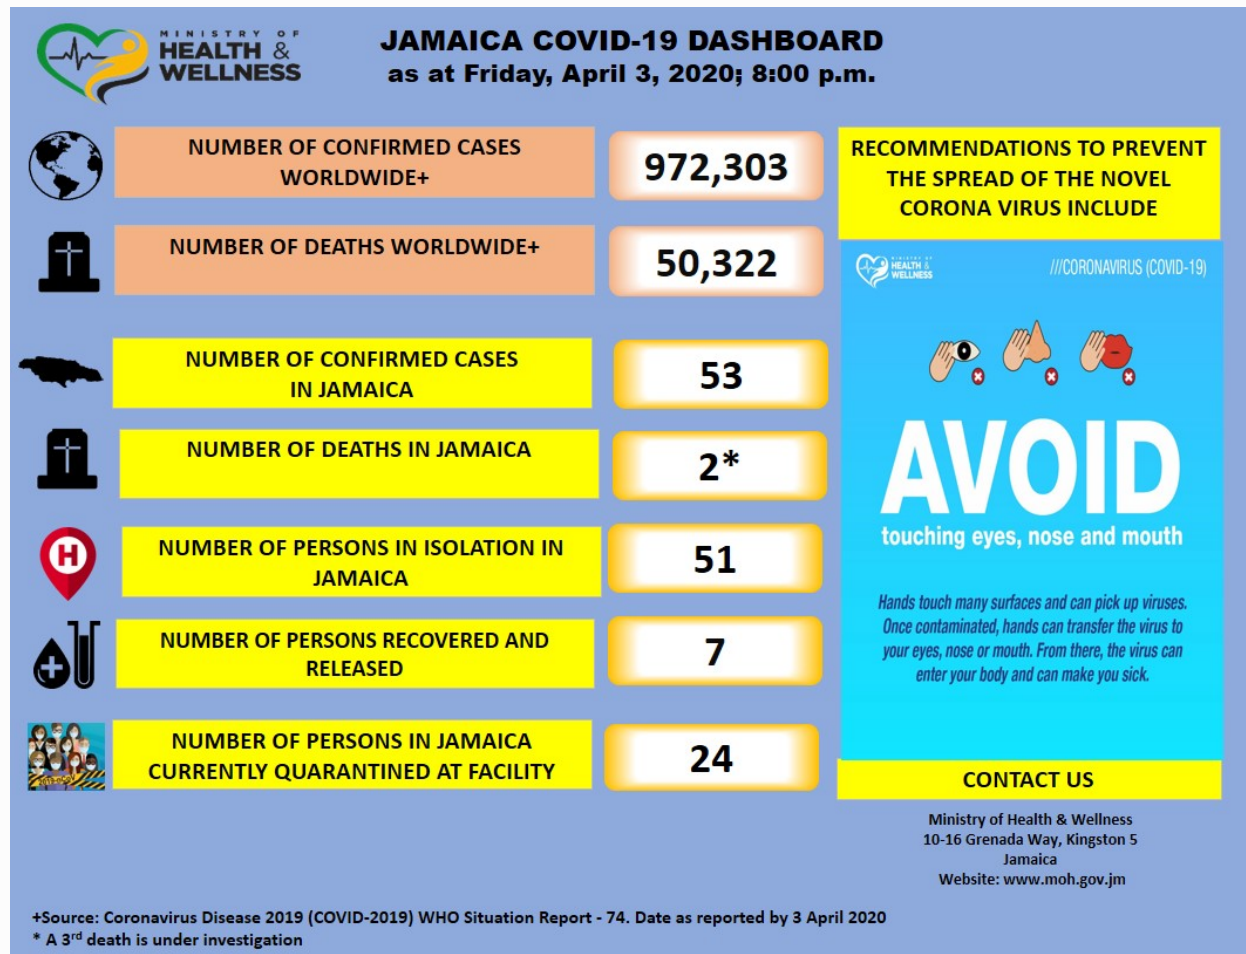 MINISTRY OF
HEALTH &
WELLNESS
JAMAICA COVID-19 DASHBOARD
as at Friday, April 3, 2020; 8:00 p.m.
NUMBER OF CONFIRMED CASES
WORLDWIDE+
972,303
NUMBER OF DEATHS WORLDWIDE+
50,322
NUMBER OF CONFIRMED CASES
IN JAMAICA
53
NUMBER OF DEATHS IN JAMAICA
2*
H
NUMBER OF PERSONS IN ISOLATION IN
JAMAICA
51
NUMBER OF PERSONS RECOVERED AND
RELEASED
7
NUMBER OF PERSONS IN JAMAICA
CURRENTLY QUARANTINED AT FACILITY
24
RECOMMENDATIONS TO PREVENT
THE SPREAD OF THE NOVEL
CORONA VIRUS INCLUDE
MINISTRY OF
HEALTH &
WELLNESS
///CORONAVIRUS (COVID-19)
AVOID
touching eyes, nose and mouth
Hands touch many surfaces and can pick up viruses.
Once contaminated, hands can transfer the virus to
your eyes, nose or mouth. From there, the virus can
enter your body and can make you sick.
CONTACT US
Ministry of Health & Wellness
10-16 Grenada Way, Kingston 5
Jamaica
Website: www.moh.gov.jm
+Source: Coronavirus Disease 2019 (COVID-2019) WHO Situation Report - 74. Date as reported by 3 April 2020
* A 3rd death is under investigation